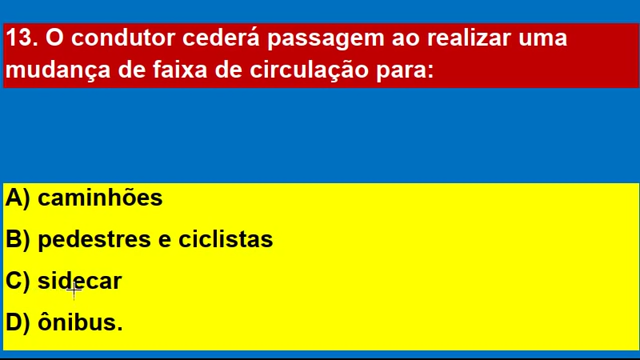 13. O condutor cederá passagem ao realizar uma
mudança de faixa de circulação para:
A) caminhões
B) pedestres e ciclistas
C) sidecar
D) ônibus.